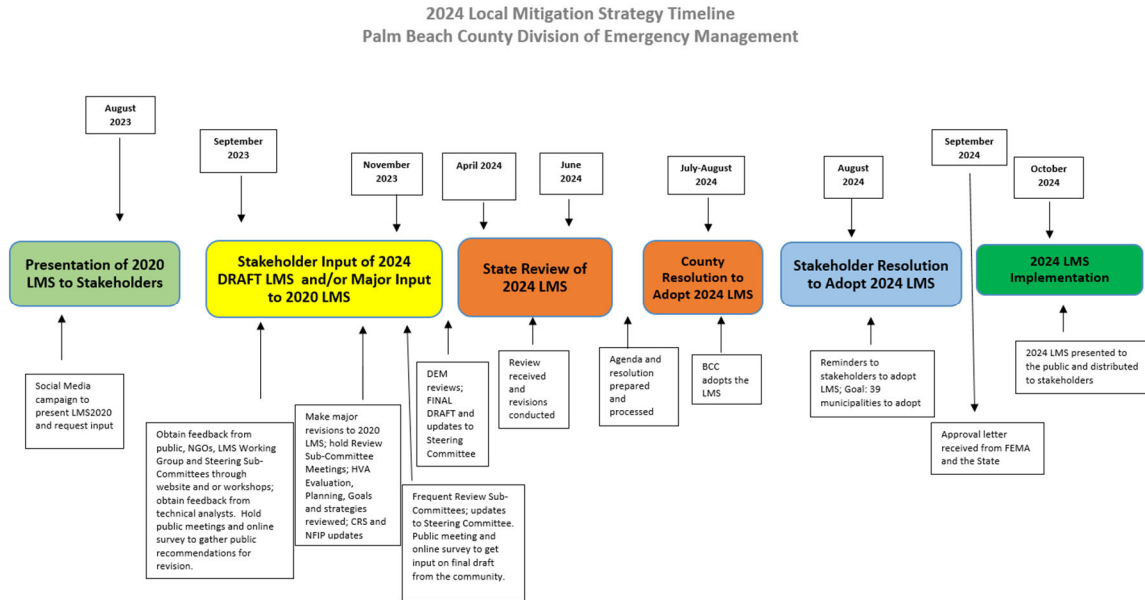 2024 Local Mitigation Strategy Timeline
Palm Beach County Division of Emergency Management
August
2023
September
2023
November
2023
April 2024
June
2024
July-August
2024
August
2024
September
2024
October
2024
Presentation of 2020
LMS to Stakeholders
Stakeholder Input of 2024
DRAFT LMS and/or Major Input
to 2020 LMS
State Review of
2024 LMS
County
Resolution to
Adopt 2024 LMS
Stakeholder Resolution
to Adopt 2024 LMS
2024 LMS
Implementation
Social Media
campaign to
present LMS2020
and request input
Obtain feedback from
public, NGOs, LMS Working
Group and Steering Sub-
Committees through
website and or workshops;
obtain feedback from
technical analysts. Hold
public meetings and online
survey to gather public
recommendations for
revision.
Make major
revisions to 2020
LMS; hold Review
Sub-Committee
Meetings; HVA
Evaluation,
Planning, Goals
and strategies
reviewed; CRS and
NFIP updates
DEM
reviews;
FINAL
DRAFT and
updates to
Steering
Committee
Frequent Review Sub-
Committees; updates
to Steering Committee.
Public meeting and
online survey to get
input on final draft
from the community.
Review
received and
revisions
conducted
Agenda and
resolution
prepared
and
processed
BCC
adopts the
LMS
Reminders to
stakeholders to adopt
LMS; Goal: 39
municipalities to adopt
Approval letter
received from FEMA
and the State
2024 LMS presented to
the public and distributed
to stakeholders